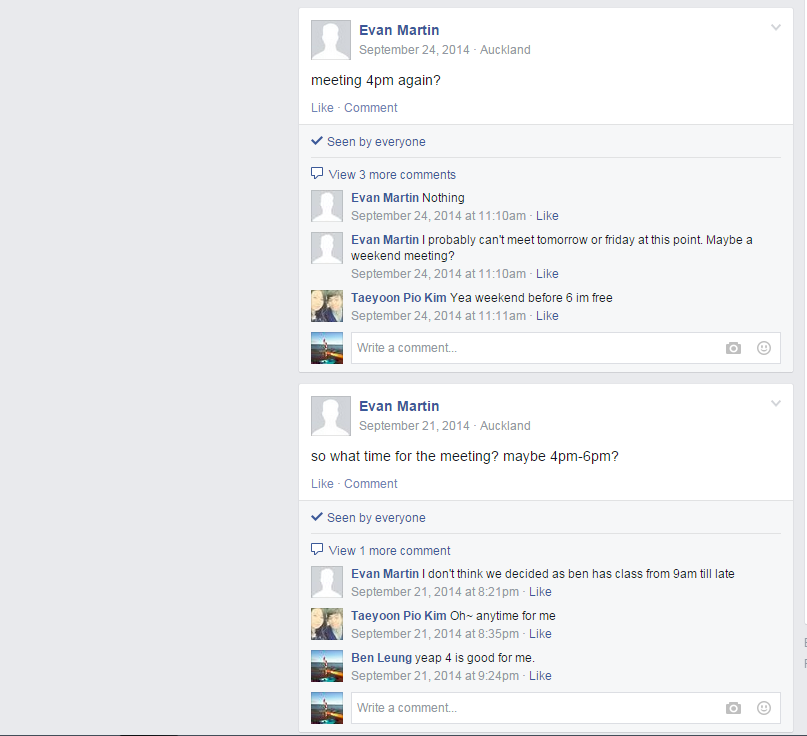 Evan Martin
September 24, 2014 · Auckland
meeting 4pm again?
Like · Comment
Seen by everyone
View 3 more comments
Evan Martin Nothing
September 24, 2014 at 11:10am · Like
Evan Martin I probably can't meet tomorrow or friday at this point. Maybe a
weekend meeting?
September 24, 2014 at 11:10am · Like
Taeyoon Pio Kim Yea weekend before 6 im free
September 24, 2014 at 11:11am · Like
Write a comment...
Evan Martin
September 21, 2014 · Auckland
so what time for the meeting? maybe 4pm-6pm?
Like · Comment
Seen by everyone
View 1 more comment
Evan Martin I don't think we decided as ben has class from 9am till late
September 21, 2014 at 8:21pm · Like
Taeyoon Pio Kim Oh~ anytime for me
September 21, 2014 at 8:35pm · Like
Ben Leung yeap 4 is good for me.
September 21, 2014 at 9:24pm · Like
Write a comment...